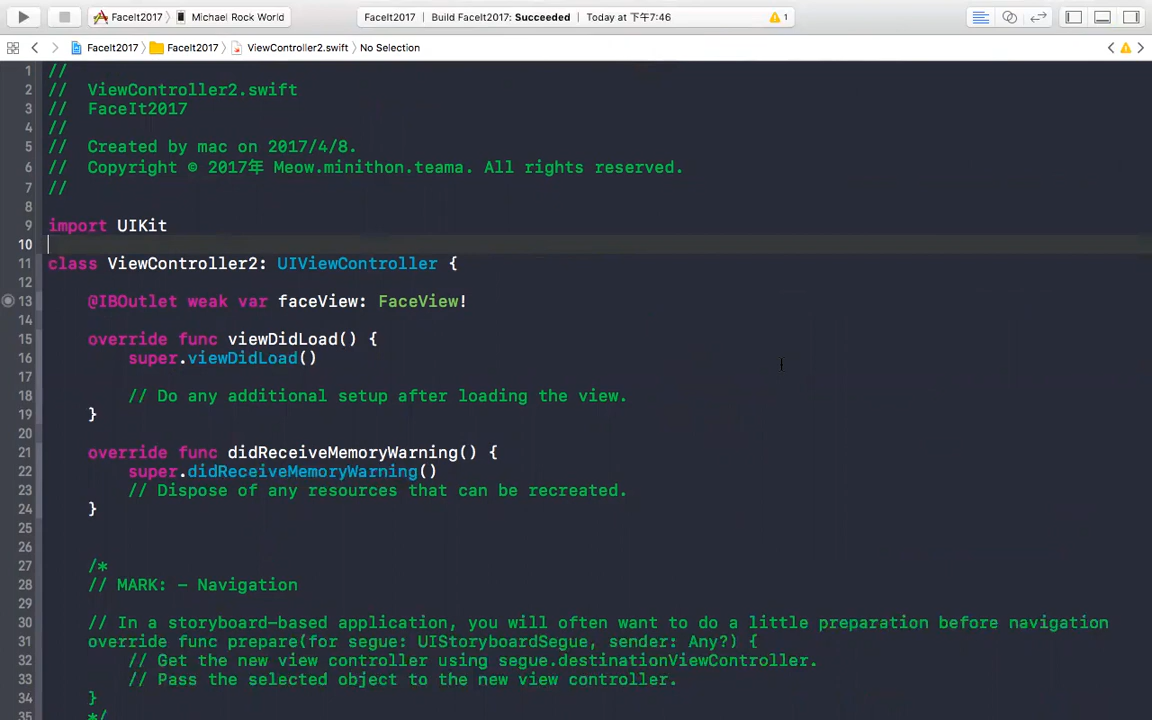 FaceIt2017 Michael Rock World FaceIt2017 | Build FaceIt2017: Succeeded | Today at 下午7:46 1
FaceIt2017 FaceIt2017 ViewController2.swift No Selection
1 //
2 // ViewController2.swift
3 // FaceIt2017
4 //
5 // Created by mac on 2017/4/8.
6 // Copyright © 2017年 Meow.minithon.teama. All rights reserved.
7 //
8
9 import UIKit
10
11 class ViewController2: UIViewController {
12
13 @IBOutlet weak var faceView: FaceView!
14
15 override func viewDidLoad() {
16 super.viewDidLoad()
17
18 // Do any additional setup after loading the view.
19 }
20
21 override func didReceiveMemoryWarning() {
22 super.didReceiveMemoryWarning()
23 // Dispose of any resources that can be recreated.
24 }
25
26
27 /*
28 // MARK: - Navigation
29
30 // In a storyboard-based application, you will often want to do a little preparation before navigation
31 override func prepare(for segue: UIStoryboardSegue, sender: Any?) {
32 // Get the new view controller using segue.destinationViewController.
33 // Pass the selected object to the new view controller.
34 }
35 */